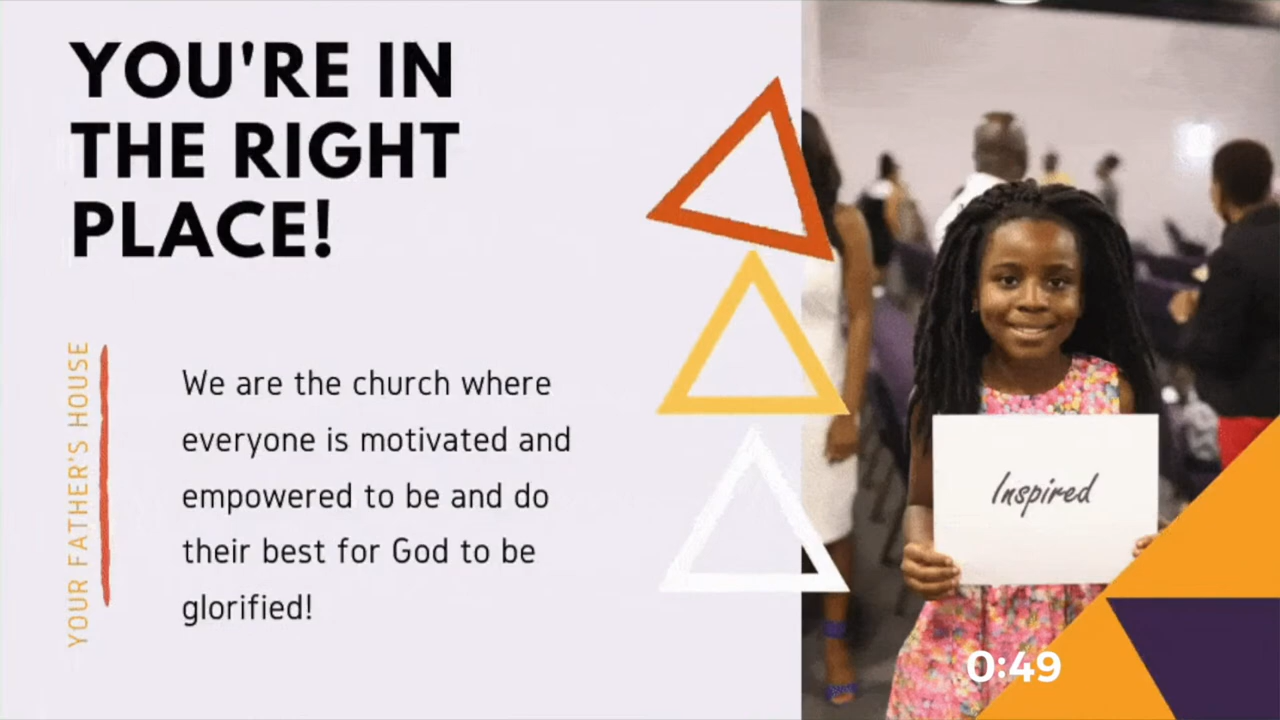 YOU'RE IN
THE RIGHT
PLACE!
YOUR FATHER'S HOUSE
We are the church where
everyone is motivated and
empowered to be and do
their best for God to be
glorified!
Inspired
0:49